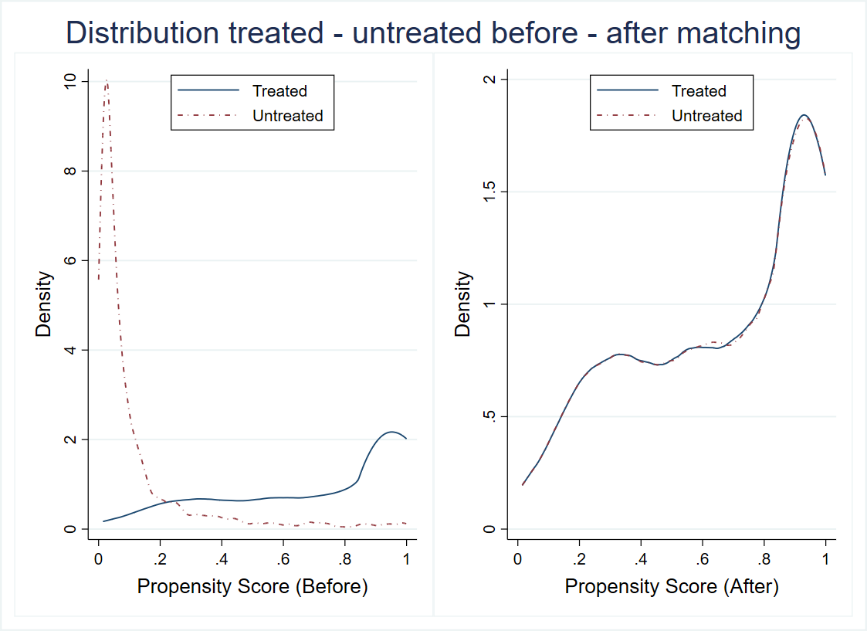 Distribution treated - untreated before - after matching
Treated
Untreated
Density
0
2
4
6
8
10
0
.2
.4
.6
.8
1
Propensity Score (Before)
Treated
Untreated
Density
0
.5
1
1.5
2
0
.2
.4
.6
.8
1
Propensity Score (After)